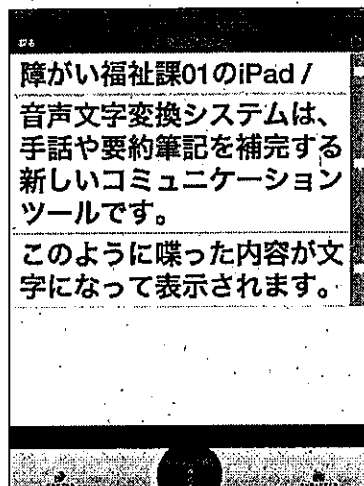 戻る
障がい福祉課01のiPad /
音声文字変換システムは、
手話や要約筆記を補完する
新しいコミュニケーション
ツールです。
このように喋った内容が文
字になって表示されます。